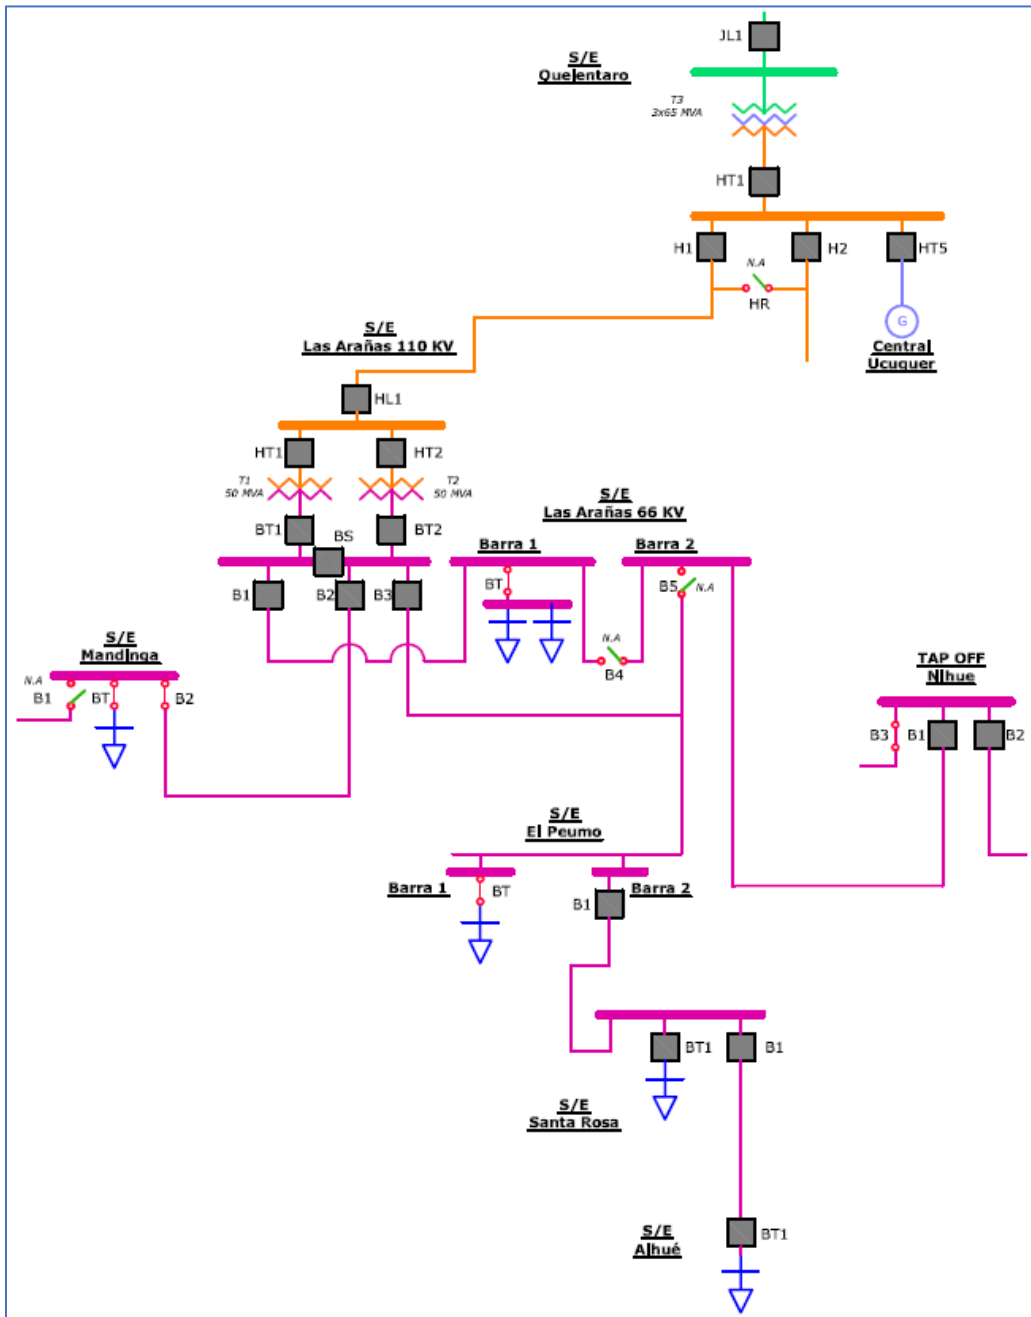 JL1
S/E
Quelentaro
T3
3x65 MVA
HT1
H1
H2
HT5
N.A
HR
G
Central
Ucuquer
S/E
Las Arañas 110 KV
HL1
HT1
HT2
T1
50 MVA
T2
50 MVA
BT1
BS
BT2
S/E
Las Arañas 66 KV
Barra 1
Barra 2
B1
B2
B3
BT
B5
N.A
N.A
B4
S/E
Mandinga
N.A
B1
BT
B2
TAP OFF
Nihue
B3
B1
B2
S/E
El Peumo
Barra 1
BT
B1
Barra 2
BT1
B1
S/E
Santa Rosa
S/E
Alhué
BT1